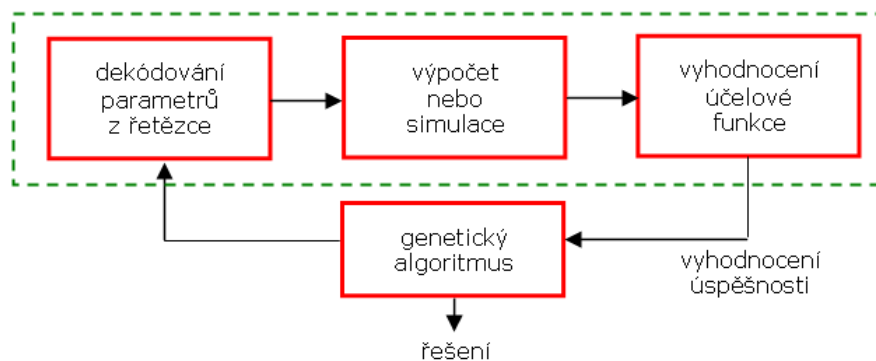 dekódování
parametrů
z řetězce
výpočet
nebo
simulace
vyhodnocení
účelové
funkce
genetický
algoritmus
vyhodnocení
úspěšnosti
řešení